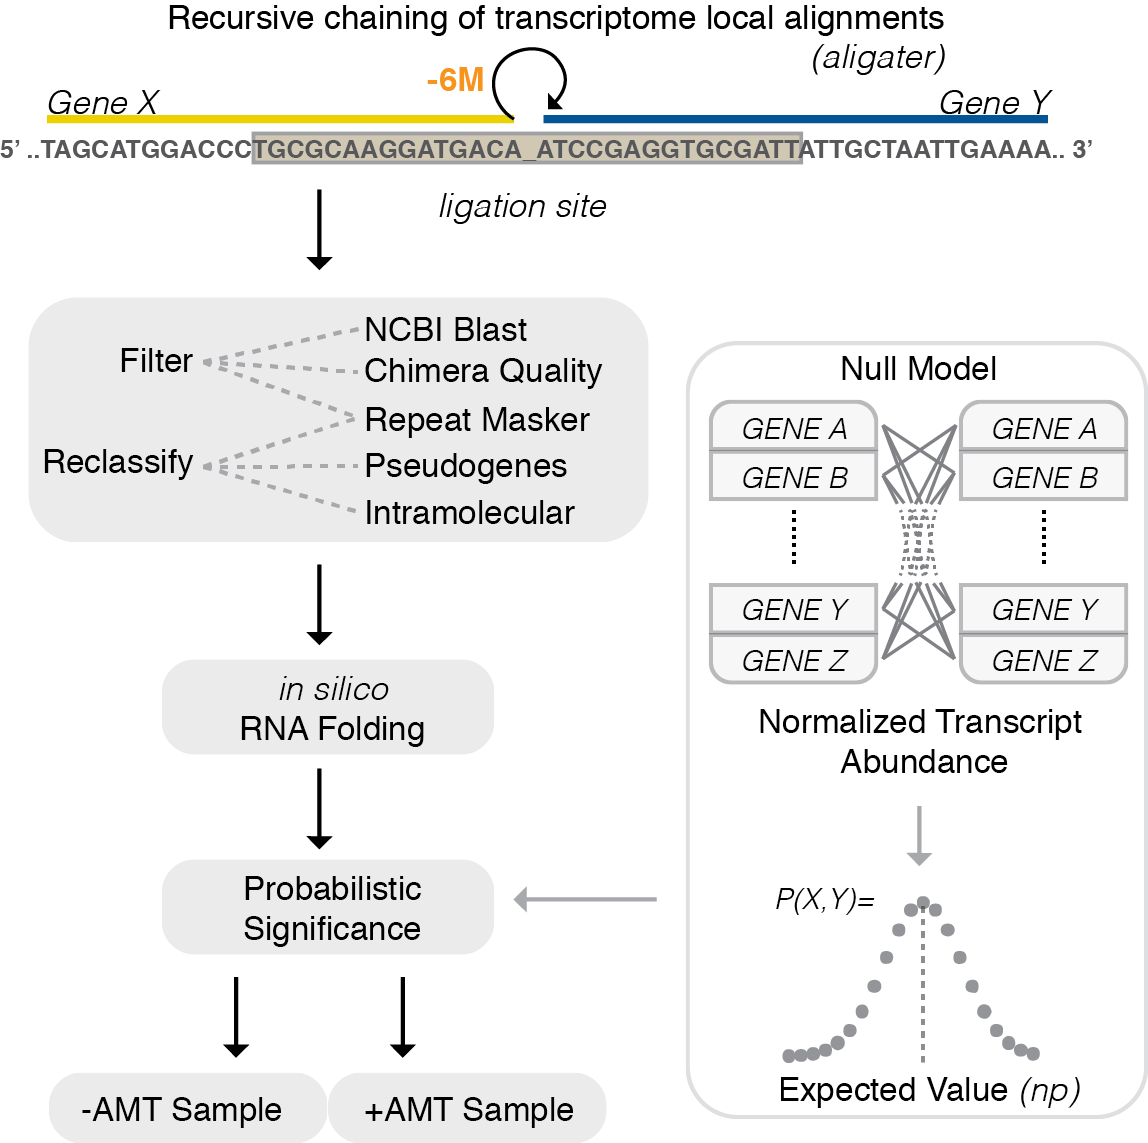 Recursive chaining of transcriptome local alignments
(aligater)
-6M
Gene X
Gene Y
5’ ..TAGCATGGACCCTGCGCAAGGATGACA_ATCCGAGGTGCGATTATTGCTAATTGAAAA.. 3’
ligation site
Filter
NCBI Blast
Chimera Quality
Repeat Masker
Reclassify
Pseudogenes
Intramolecular
in silico
RNA Folding
Probabilistic
Significance
-AMT Sample
+AMT Sample
Null Model
GENE A
GENE A
GENE B
GENE B
GENE Y
GENE Y
GENE Z
GENE Z
Normalized Transcript
Abundance
P(X,Y)=
Expected Value (np)